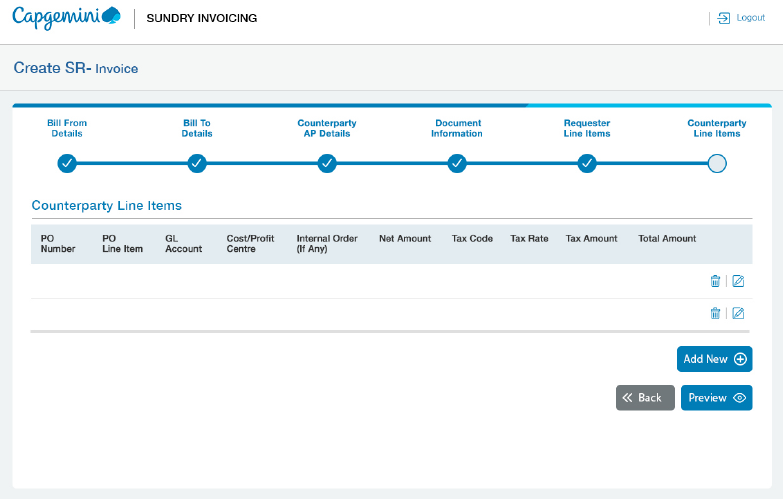 Capgemini
SUNDRY INVOICING
Logout
Create SR- Invoice
Bill From
Details
Bill To
Details
Counterparty
AP Details
Document
Information
Requester
Line Items
Counterparty
Line Items
Counterparty Line Items
PO
Number
PO
Line Item
GL
Account
Cost/Profit
Centre
Internal Order
(If Any)
Net Amount
Tax Code
Tax Rate
Tax Amount
Total Amount
Add New
Back
Preview